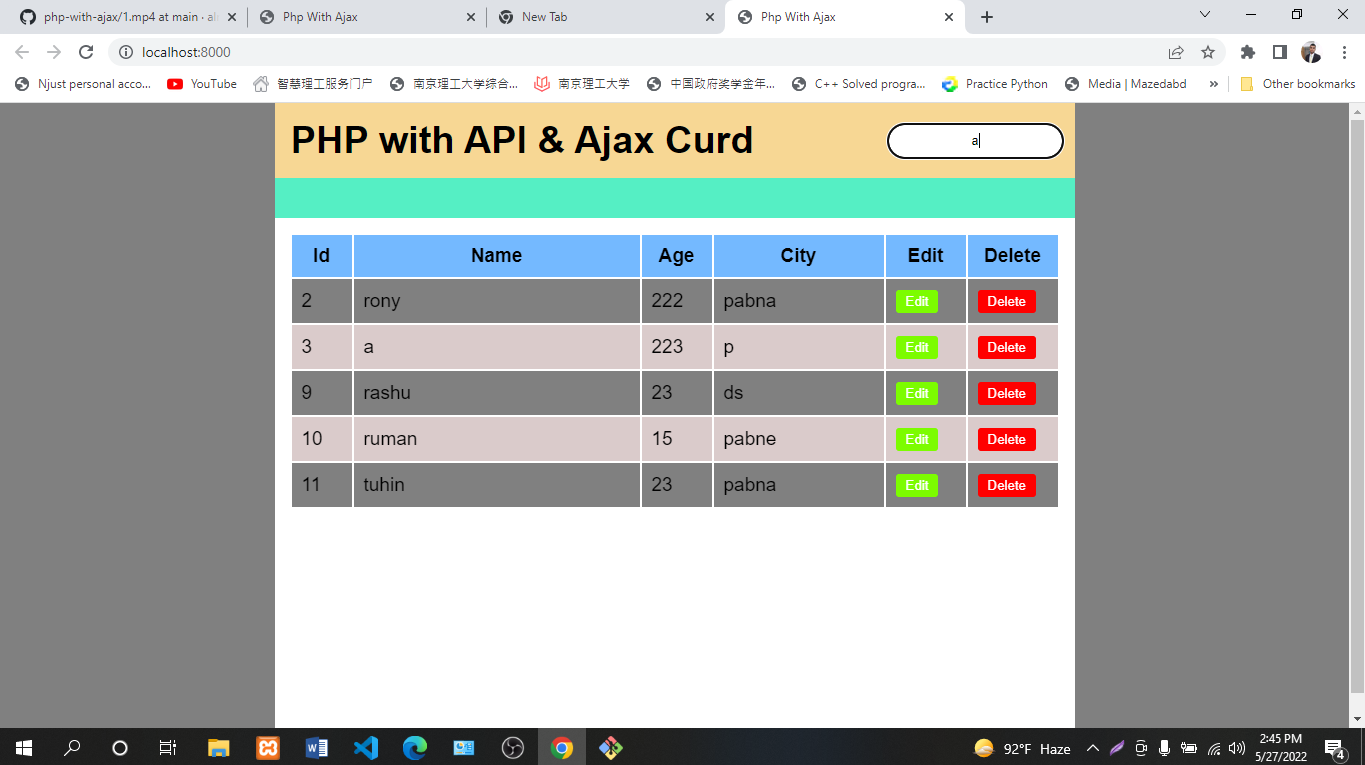 php-with-ajax/1.mp4 at main · al
Php With Ajax
New Tab
Php With Ajax
localhost:8000
Njust personal acco...
YouTube
智慧理工服务门户
南京理工大学综合...
南京理工大学
中国政府奖学金年...
C++ Solved progra...
Practice Python
Media | Mazedabd
»
Other bookmarks
PHP with API & Ajax Curd
a
Id Name Age City Edit Delete
2 rony 222 pabna Edit Delete
3 a 223 p Edit Delete
9 rashu 23 ds Edit Delete
10 ruman 15 pabne Edit Delete
11 tuhin 23 pabna Edit Delete
92°F Haze
2:45 PM
5/27/2022
4